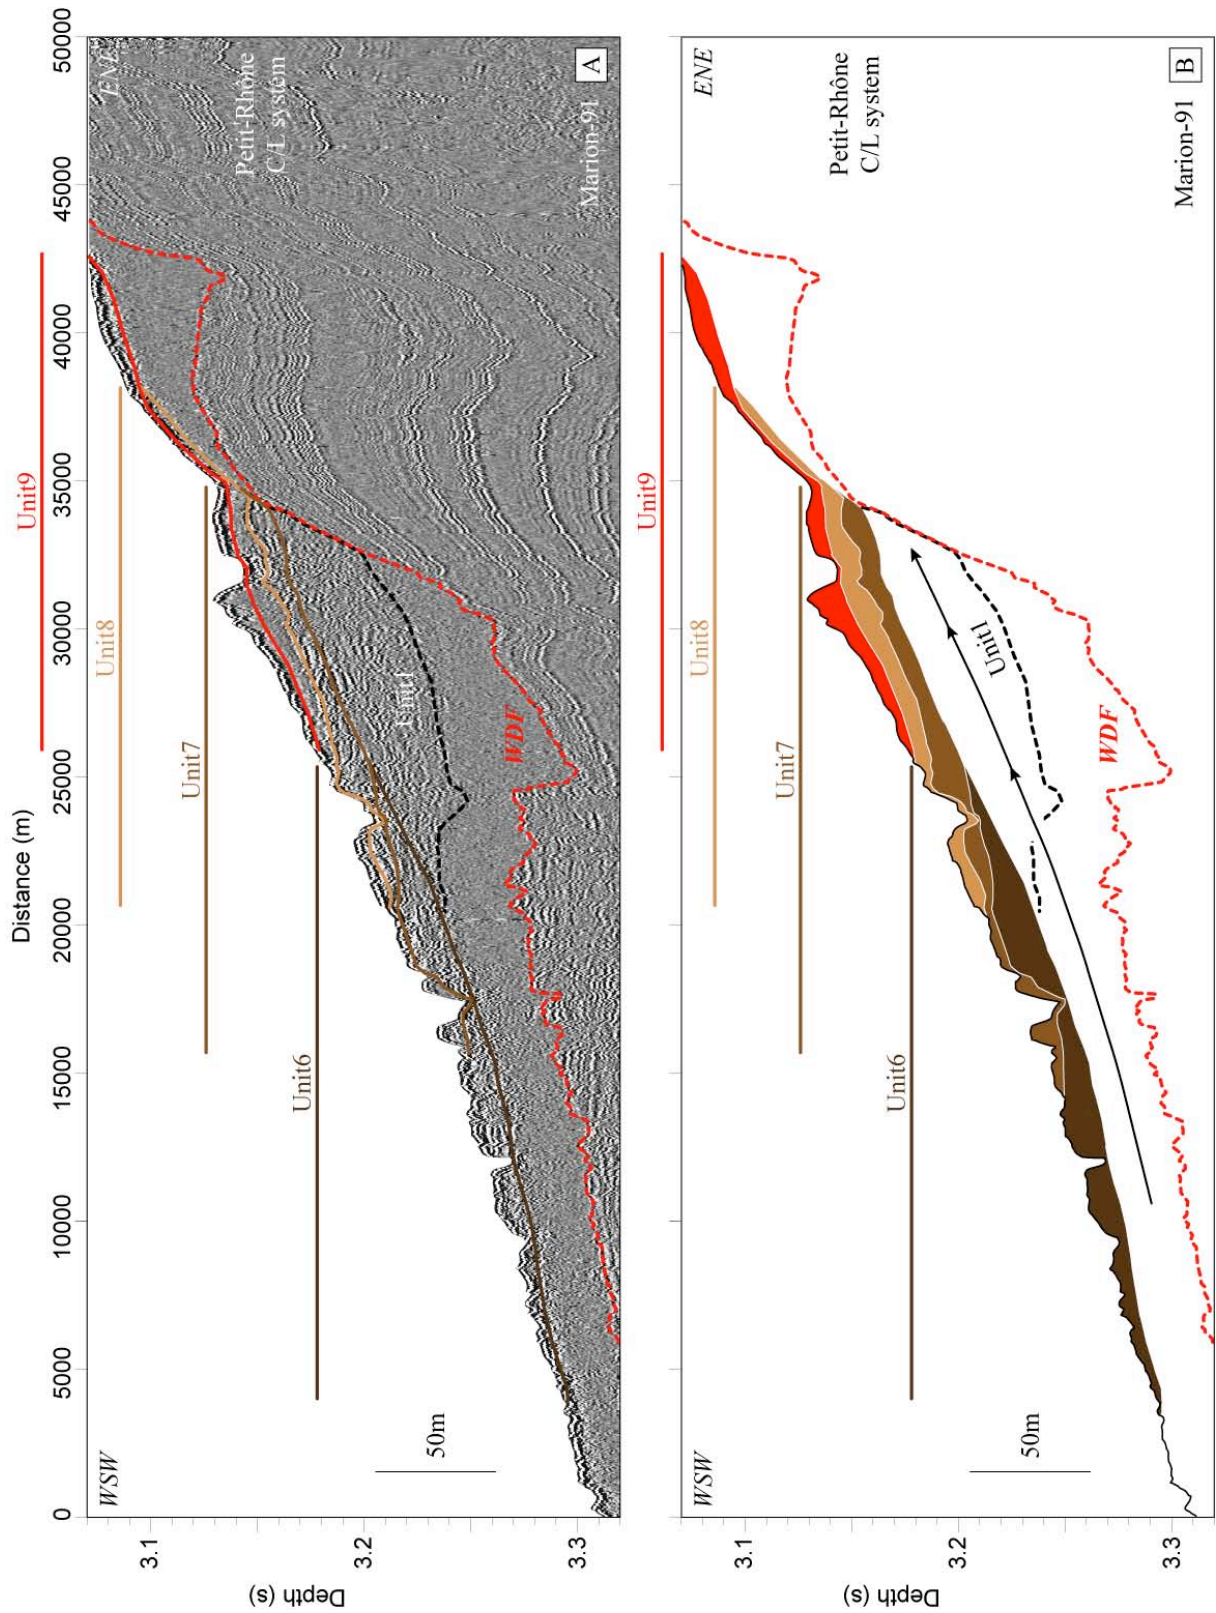 Distance (m)
0
5000
10000
15000
20000
25000
30000
35000
40000
45000
50000
Unit9
Unit8
Unit7
Unit6
Depth (s)
3.1
3.2
3.3
WSW
ENE
Petit-Rhône
C/L system
50m
Unit1
WDF
Marion-91
A
Unit9
Unit8
Unit7
Unit6
Depth (s)
3.1
3.2
3.3
WSW
ENE
Petit-Rhône
C/L system
50m
Unit1
WDF
Marion-91
B